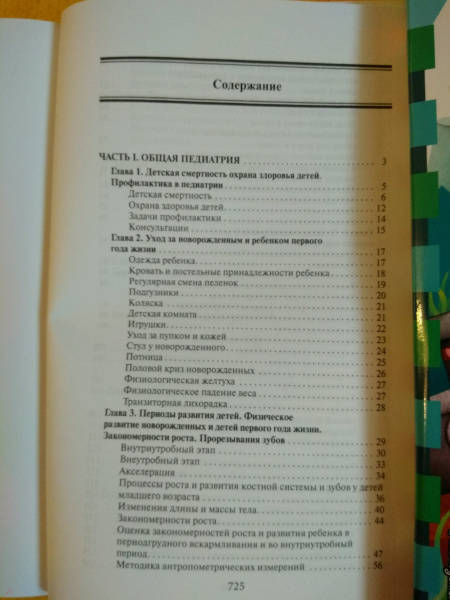 Содержание
ЧАСТЬ I. ОБЩАЯ ПЕДИАТРИЯ 3
Глава 1. Детская смертность охрана здоровья детей.
Профилактика в педиатрии 5
Детская смертность 6
Охрана здоровья детей 12
Задачи профилактики 14
Консультации 15
Глава 2. Уход за новорожденным и ребенком первого
года жизни 17
Одежда ребенка 17
Кровать и постельные принадлежности ребенка 18
Регулярная смена пеленок 19
Подгузники 20
Коляска 21
Детская комната 21
Игрушки 22
Уход за пупком и кожей 23
Стул у новорожденного 24
Потница 25
Половой криз новорожденных 26
Физиологическая желтуха 27
Физиологическое падение веса 27
Транзиторная лихорадка 28
Глава 3. Периоды развития детей. Физическое
развитие новорожденных и детей первого года жизни.
Закономерности роста. Прорезывания зубов 29
Внутриутробный этап 30
Внеутробный этап 33
Акселерация 34
Процессы роста и развития костной системы и зубов у детей
младшего возраста 36
Изменения длины и массы тела 40
Закономерности роста 44
Оценка закономерностей роста и развития ребенка в
периодгрудного вскармливания и во внутриутробный
период 47
Методика антропометрических измерений 56
725